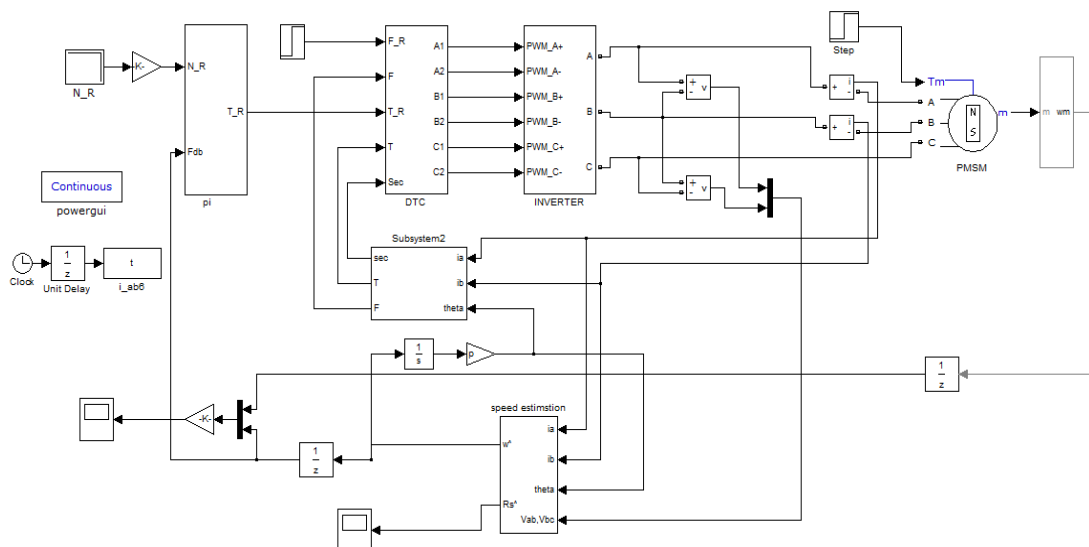 N_R
-K-
N_R
Fdb
T_R
pi
F_R
F
T_R
T
Sec
A1
A2
B1
B2
C1
C2
DTC
PWM_A+
PWM_A-
PWM_B+
PWM_B-
PWM_C+
PWM_C-
A
B
C
INVERTER
+
-
v
+
-
v
+
i
-
+
i
-
Step
Tm
A
B
C
N
S
m
PMSM
m
wm
Continuous
powergui
Clock
1
z
Unit Delay
t
i_ab6
Subsystem2
sec
T
F
ia
ib
theta
1
s
p
1
z
-K-
1
z
speed estimstion
w^
Rs^
ia
ib
theta
Vab,Vbc